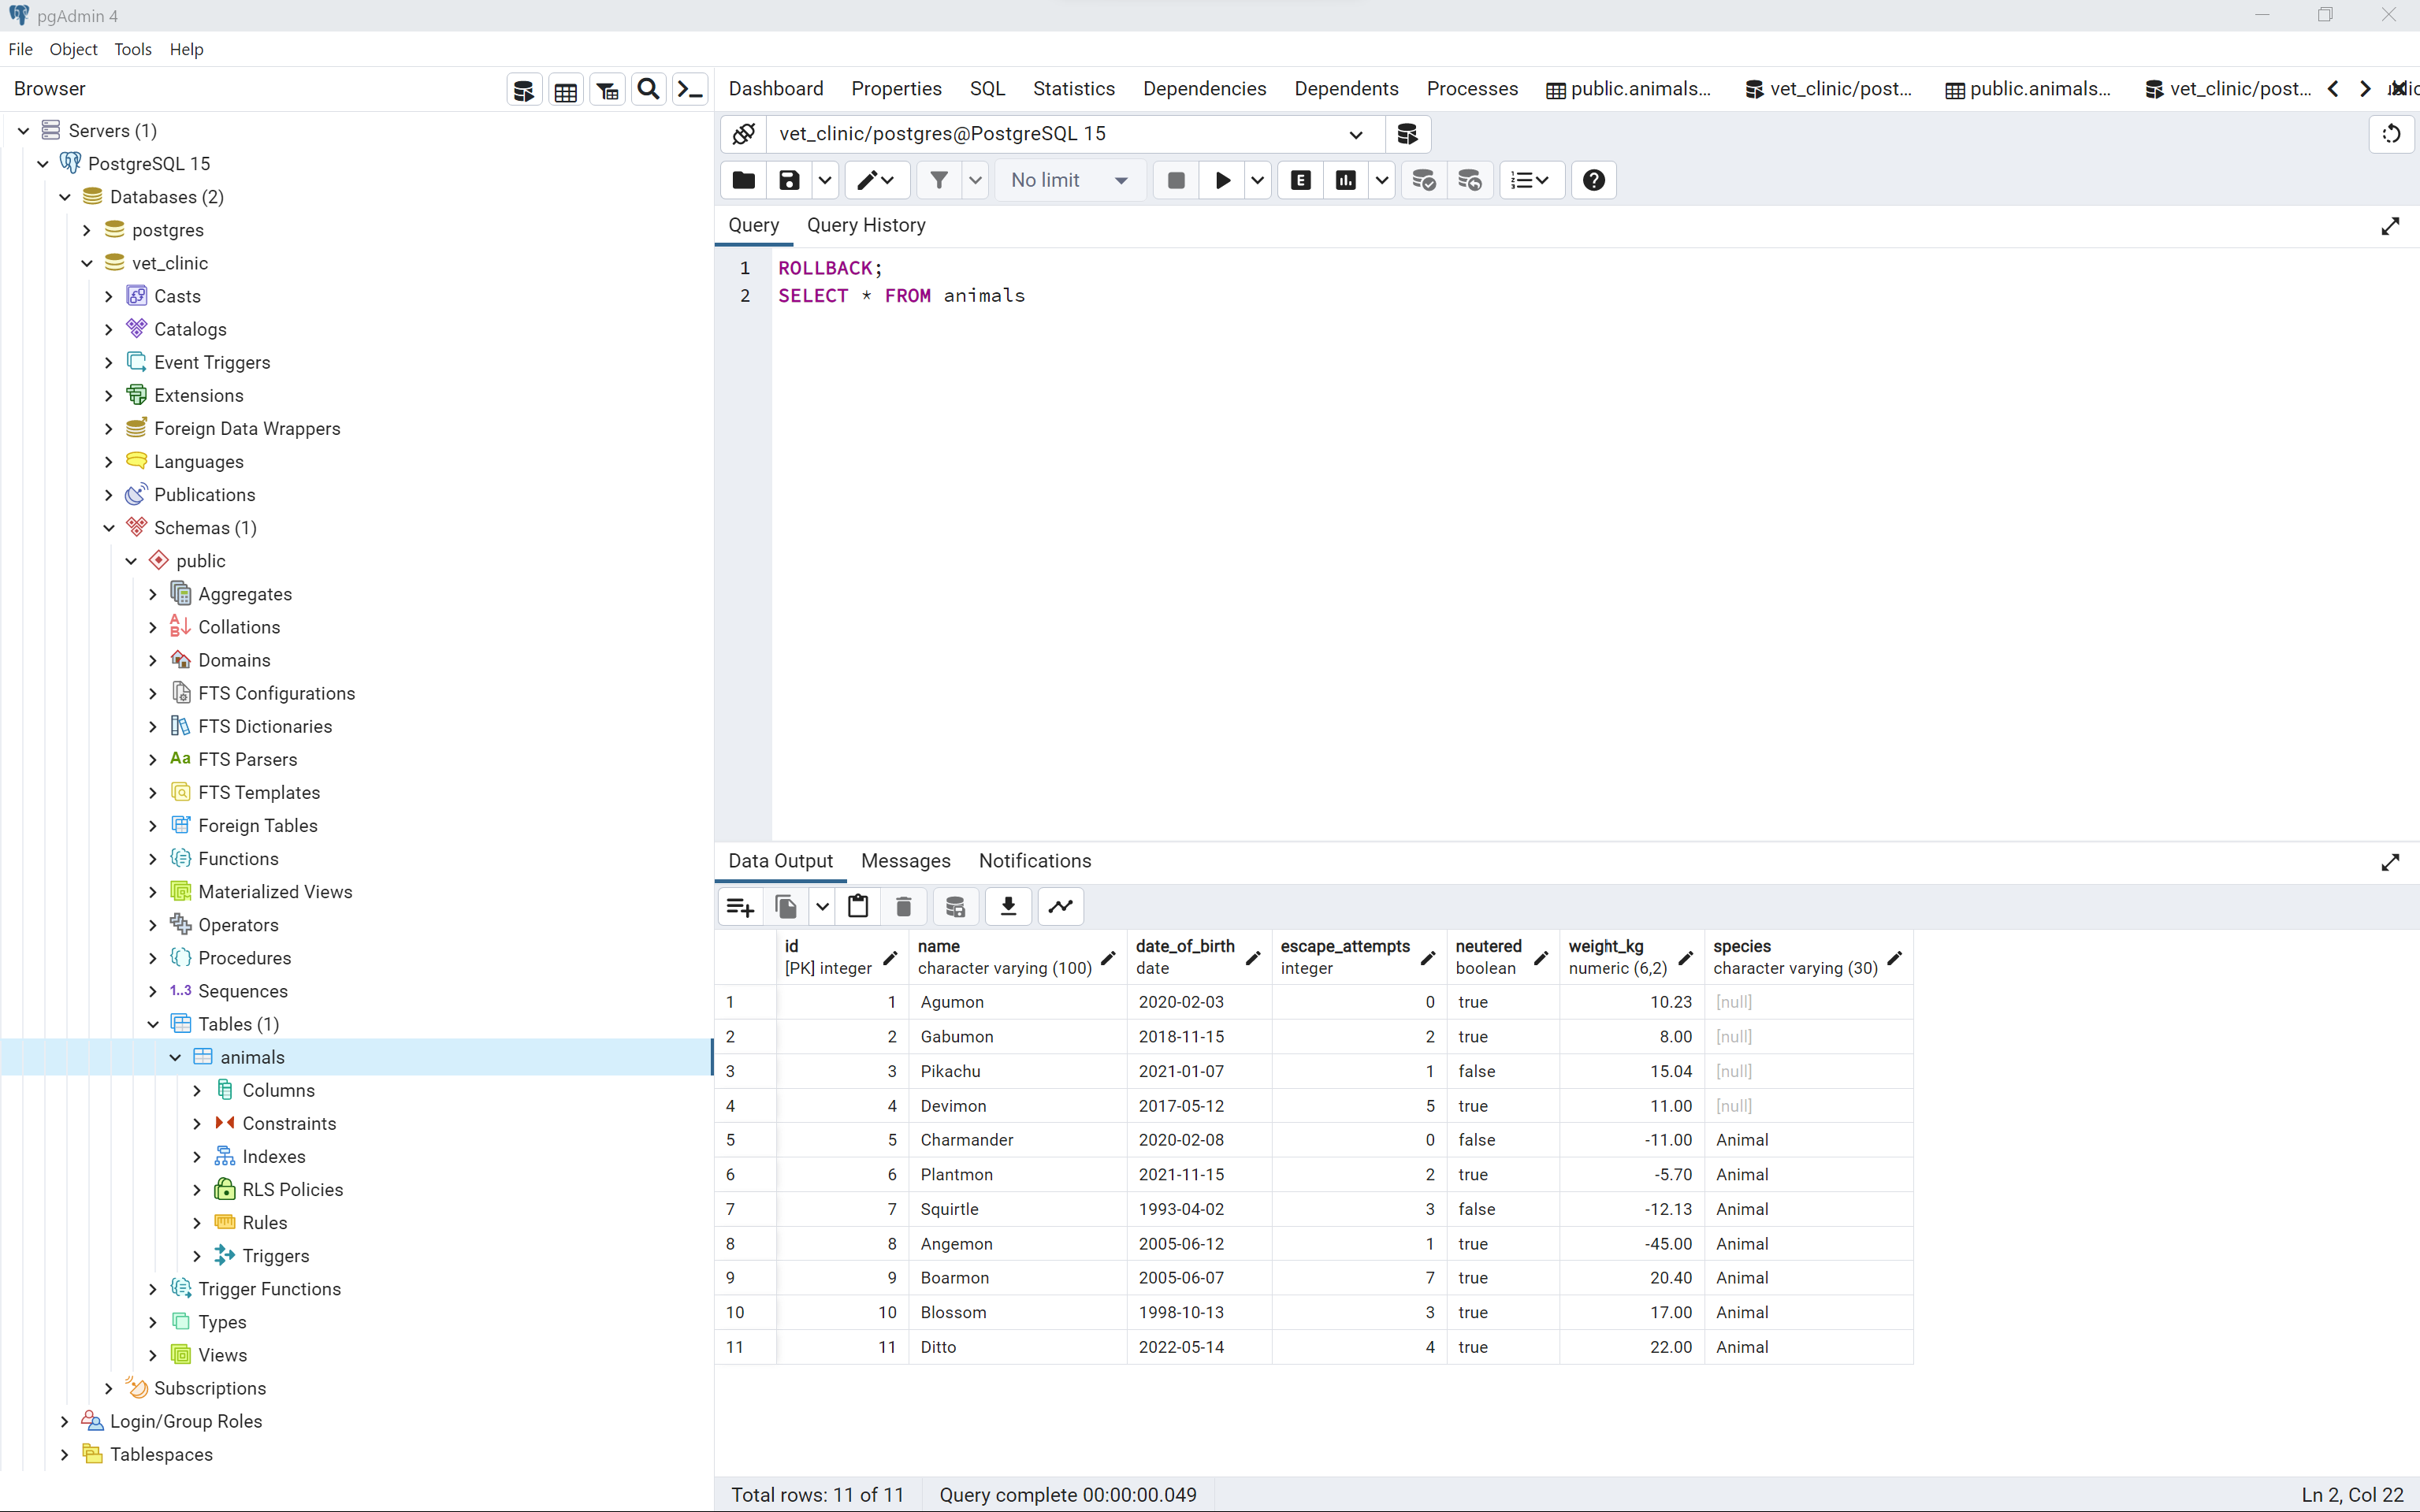 pgAdmin 4
File Object Tools Help
Browser
Dashboard Properties SQL Statistics Dependencies Dependents Processes public.animals... vet_clinic/post... public.animals... vet_clinic/post...
Servers (1)
PostgreSQL 15
Databases (2)
postgres
vet_clinic
Casts
Catalogs
Event Triggers
Extensions
Foreign Data Wrappers
Languages
Publications
Schemas (1)
public
Aggregates
Collations
Domains
FTS Configurations
FTS Dictionaries
Aa FTS Parsers
FTS Templates
Foreign Tables
Functions
Materialized Views
Operators
Procedures
1..3 Sequences
Tables (1)
animals
Columns
Constraints
Indexes
RLS Policies
Rules
Triggers
Trigger Functions
Types
Views
Subscriptions
Login/Group Roles
Tablespaces
vet_clinic/postgres@PostgreSQL 15
No limit E
Query Query History
1 ROLLBACK;
2 SELECT * FROM animals
Data Output Messages Notifications
id name date_of_birth escape_attempts neutered weight_kg species
[PK] integer character varying (100) date integer boolean numeric (6,2) character varying (30)
1 1 Agumon 2020-02-03 0 true 10.23 [null]
2 2 Gabumon 2018-11-15 2 true 8.00 [null]
3 3 Pikachu 2021-01-07 1 false 15.04 [null]
4 4 Devimon 2017-05-12 5 true 11.00 [null]
5 5 Charmander 2020-02-08 0 false -11.00 Animal
6 6 Plantmon 2021-11-15 2 true -5.70 Animal
7 7 Squirtle 1993-04-02 3 false -12.13 Animal
8 8 Angemon 2005-06-12 1 true -45.00 Animal
9 9 Boarmon 2005-06-07 7 true 20.40 Animal
10 10 Blossom 1998-10-13 3 true 17.00 Animal
11 11 Ditto 2022-05-14 4 true 22.00 Animal
Total rows: 11 of 11 Query complete 00:00:00.049 Ln 2, Col 22